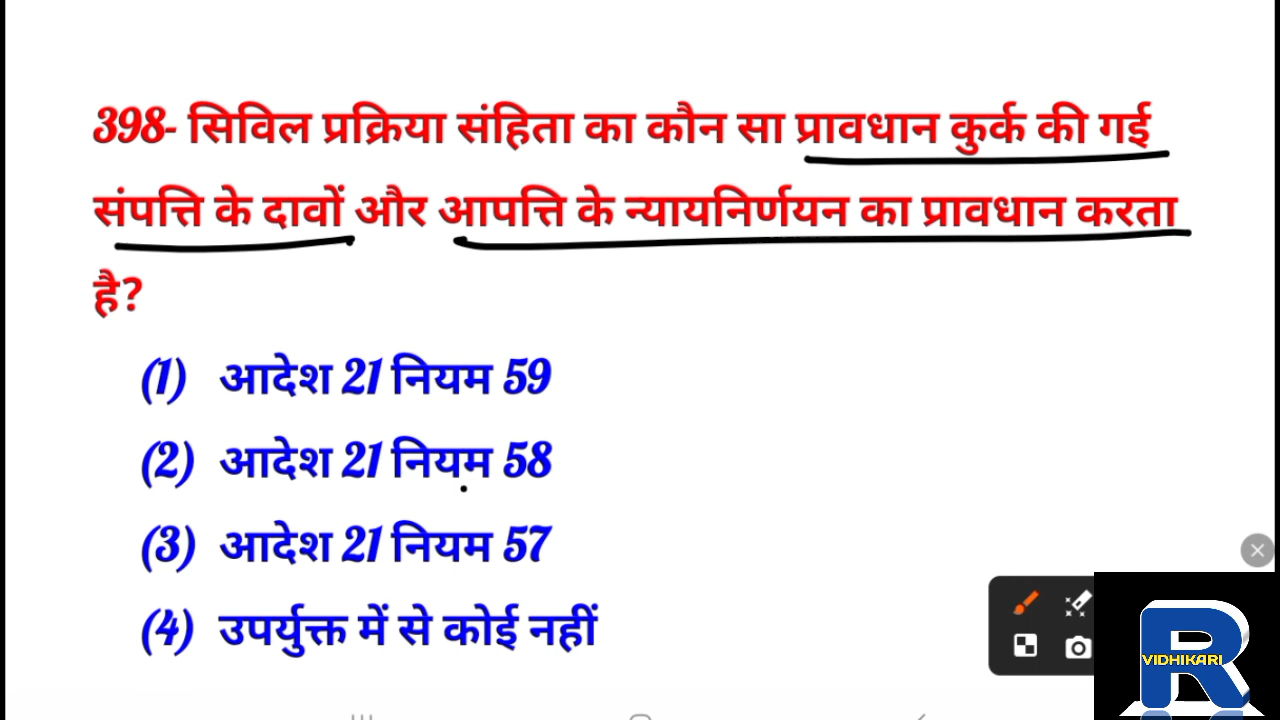 398- सिविल प्रक्रिया संहिता का कौन सा प्रावधान कुर्क की गई
संपत्ति के दावों और आपत्ति के न्यायनिर्णयन का प्रावधान करता
है?
(1) आदेश 21 नियम 59
(2) आदेश 21 नियम 58
(3) आदेश 21 नियम 57
(4) उपर्युक्त में से कोई नहीं
R
VIDHIKARI